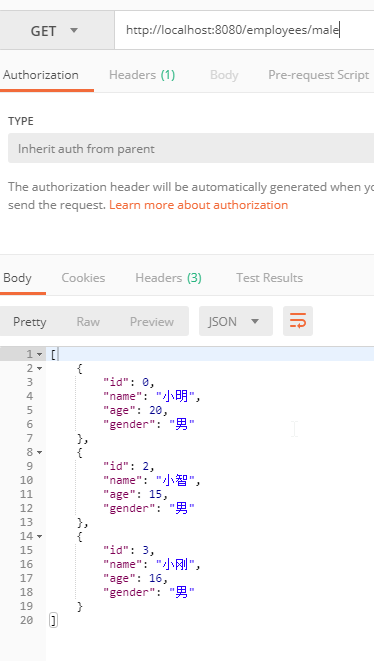 GET http://localhost:8080/employees/male
Authorization Headers (1) Body Pre-request Script
TYPE
Inherit auth from parent
The authorization header will be automatically generated when yo
send the request. Learn more about authorization
Body Cookies Headers (3) Test Results
Pretty Raw Preview JSON
1 [
2 {
3 "id": 0,
4 "name": "小明",
5 "age": 20,
6 "gender": "男"
7 },
8 {
9 "id": 2,
10 "name": "小智",
11 "age": 15,
12 "gender": "男"
13 },
14 {
15 "id": 3,
16 "name": "小刚",
17 "age": 16,
18 "gender": "男"
19 }
20 ]